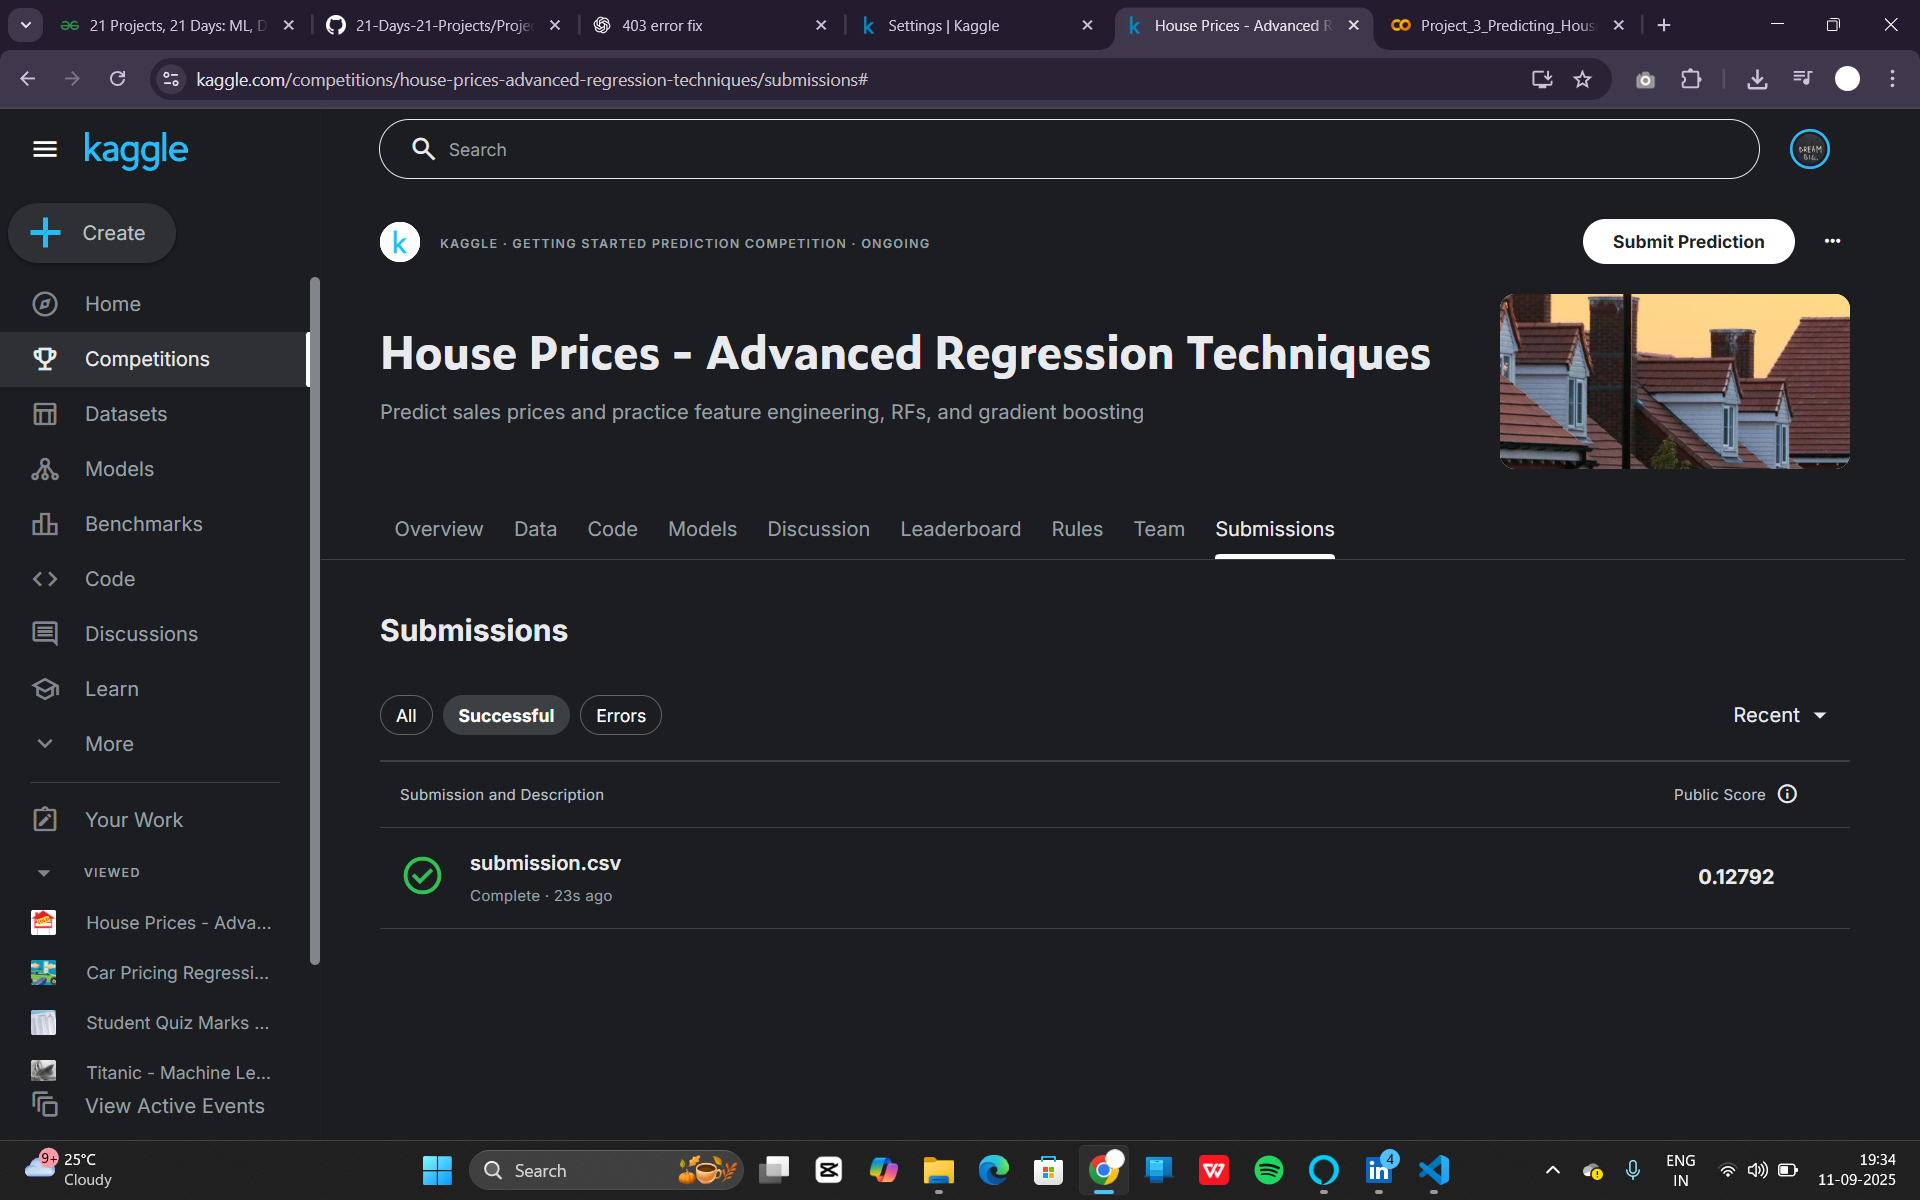 21 Projects, 21 Days: ML, D
21-Days-21-Projects/Proje
403 error fix
Settings | Kaggle
House Prices - Advanced R
Project_3_Predicting_Hous
kaggle.com/competitions/house-prices-advanced-regression-techniques/submissions#
kaggle
Search
DREAM
BIG.
Create
k
KAGGLE · GETTING STARTED PREDICTION COMPETITION · ONGOING
Submit Prediction
Home
Competitions
Datasets
Models
Benchmarks
Code
Discussions
Learn
More
Your Work
VIEWED
House Prices - Adva...
Car Pricing Regressi...
Student Quiz Marks ...
Titanic - Machine Le...
View Active Events
House Prices - Advanced Regression Techniques
Predict sales prices and practice feature engineering, RFs, and gradient boosting
Overview Data Code Models Discussion Leaderboard Rules Team Submissions
Submissions
All Successful Errors
Recent
Submission and Description Public Score
submission.csv
Complete · 23s ago
0.12792
9+
25°C
Cloudy
Search
4
ENG
IN
19:34
11-09-2025